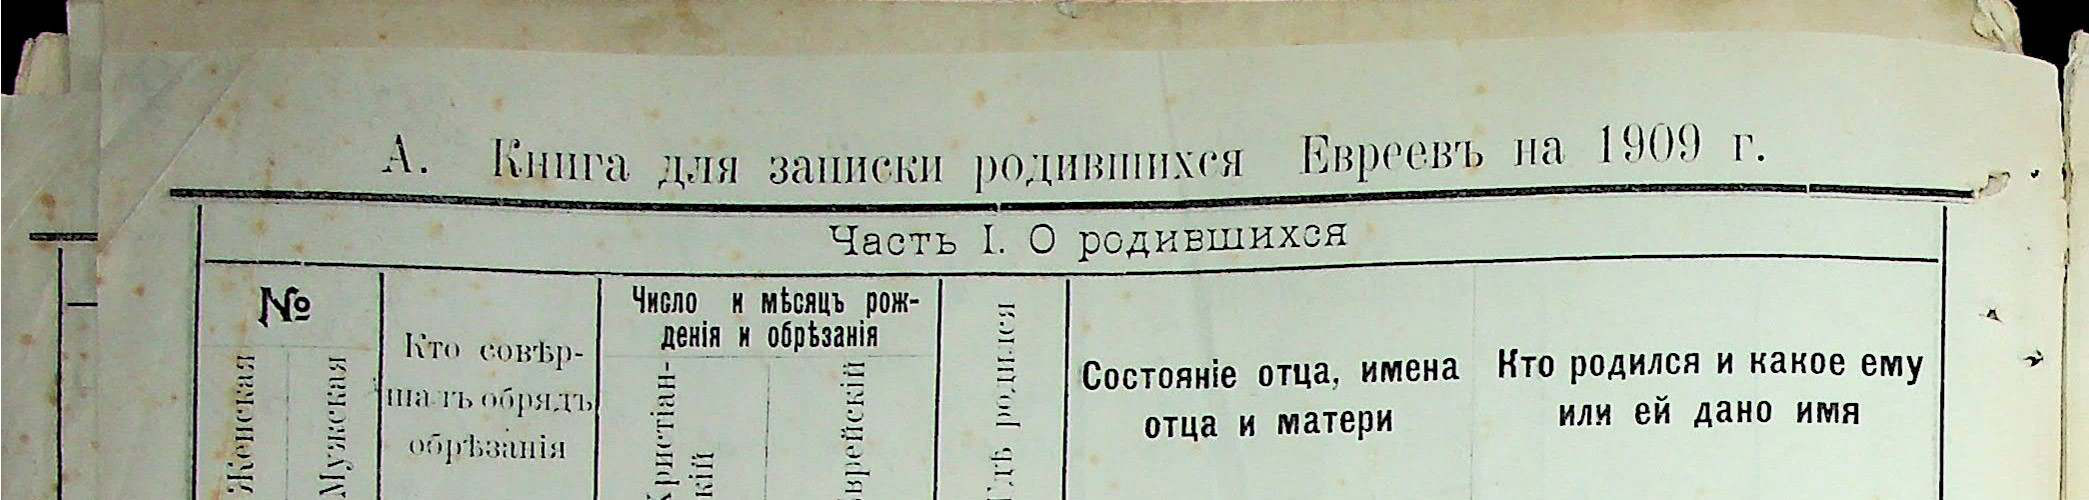 А. Книга для записки родившихся Евреевъ на 1909 г.
Часть I. О родившихся
№
Женская
Мужская
Кто совѣр-
шалъ обрядъ
обрѣзанія
Число и мѣсяцъ рож-
денія и обрѣзанія
Христіан-
скій
Еврейскій
Гдѣ родился
Состояніе отца, имена
отца и матери
Кто родился и какое ему
или ей дано имя